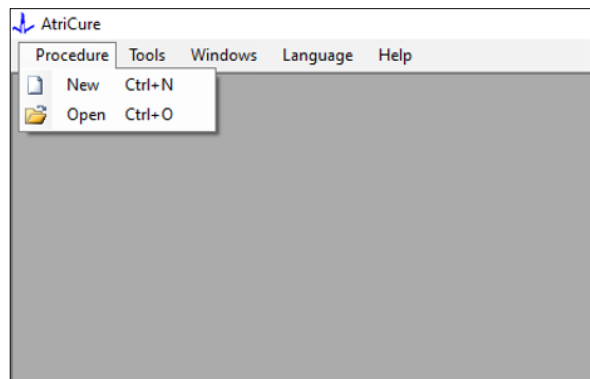 AtriCure
Procedure Tools Windows Language Help
New Ctrl+N
Open Ctrl+O